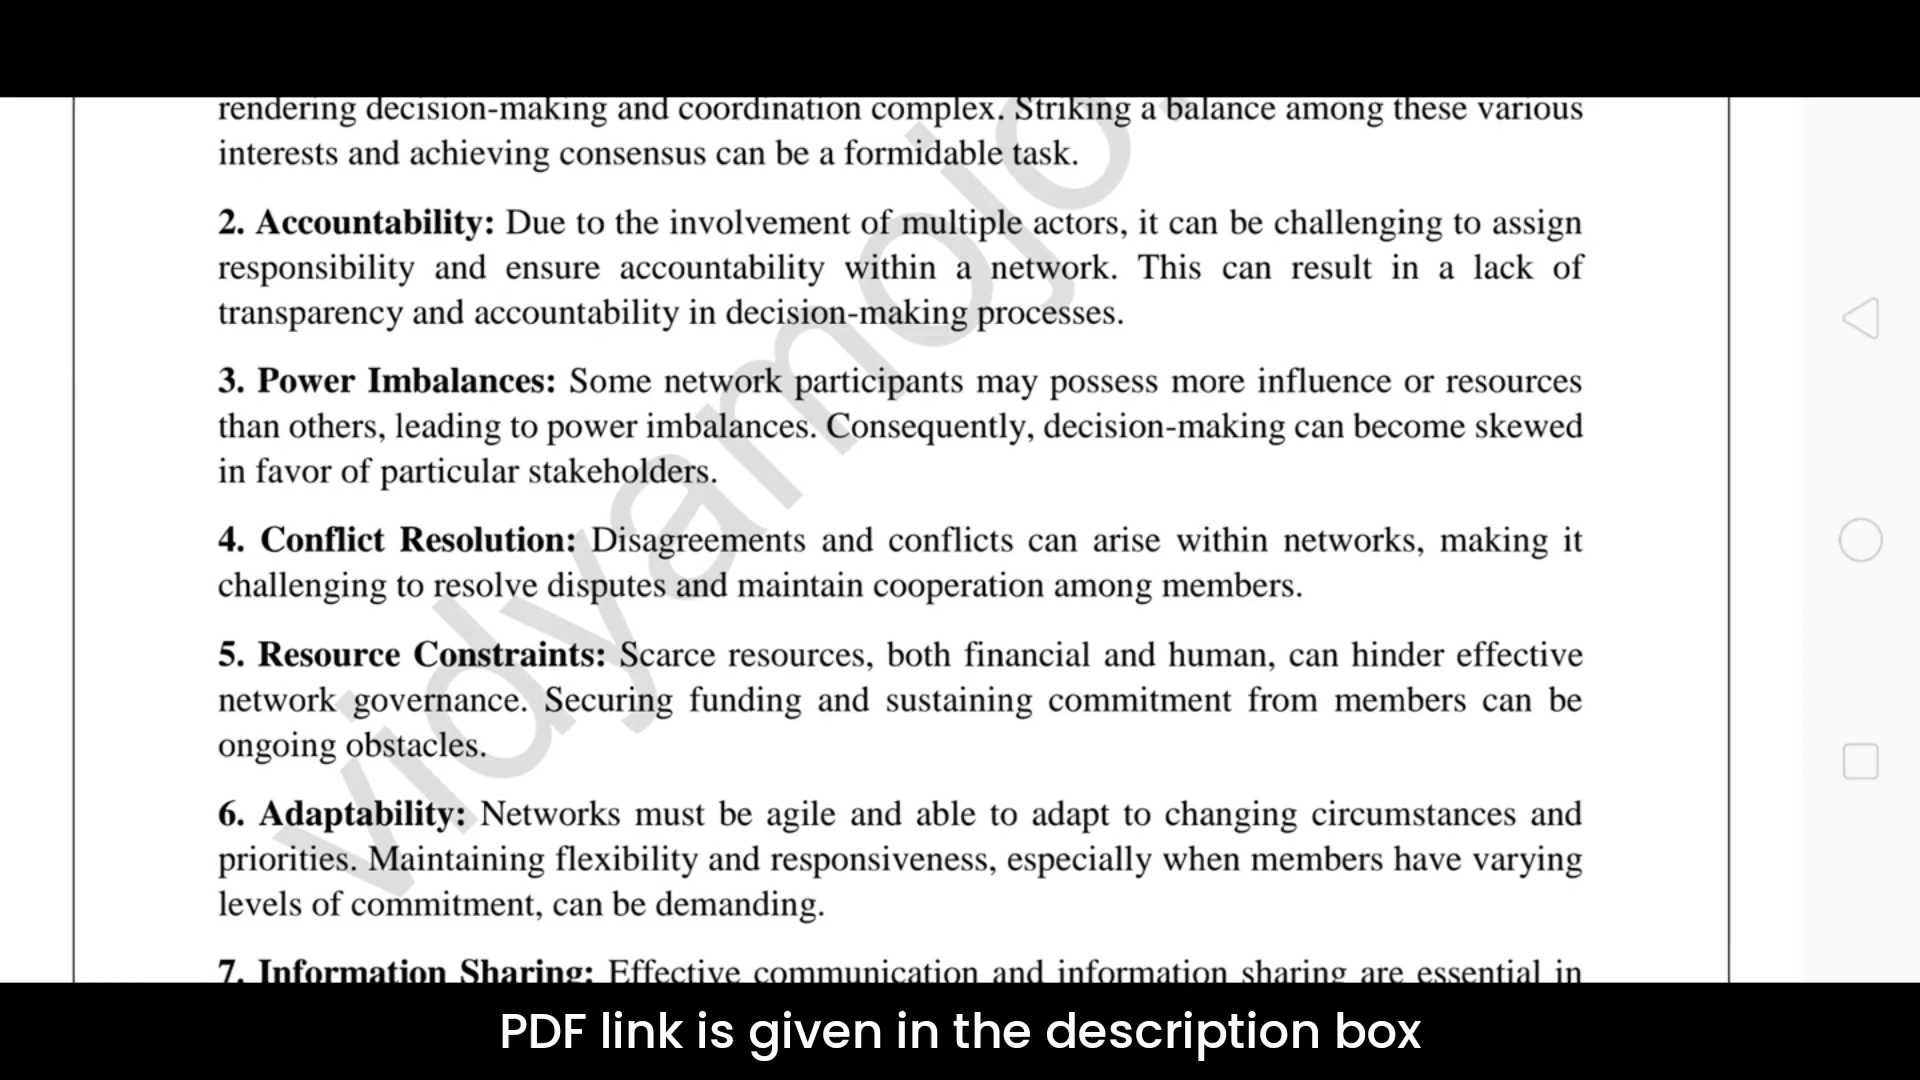 rendering decision-making and coordination complex. Striking a balance among these various
interests and achieving consensus can be a formidable task.
2. Accountability: Due to the involvement of multiple actors, it can be challenging to assign
responsibility and ensure accountability within a network. This can result in a lack of
transparency and accountability in decision-making processes.
3. Power Imbalances: Some network participants may possess more influence or resources
than others, leading to power imbalances. Consequently, decision-making can become skewed
in favor of particular stakeholders.
4. Conflict Resolution: Disagreements and conflicts can arise within networks, making it
challenging to resolve disputes and maintain cooperation among members.
5. Resource Constraints: Scarce resources, both financial and human, can hinder effective
network governance. Securing funding and sustaining commitment from members can be
ongoing obstacles.
6. Adaptability: Networks must be agile and able to adapt to changing circumstances and
priorities. Maintaining flexibility and responsiveness, especially when members have varying
levels of commitment, can be demanding.
7. Information Sharing: Effective communication and information sharing are essential in
vidyamojo.
PDF link is given in the description box